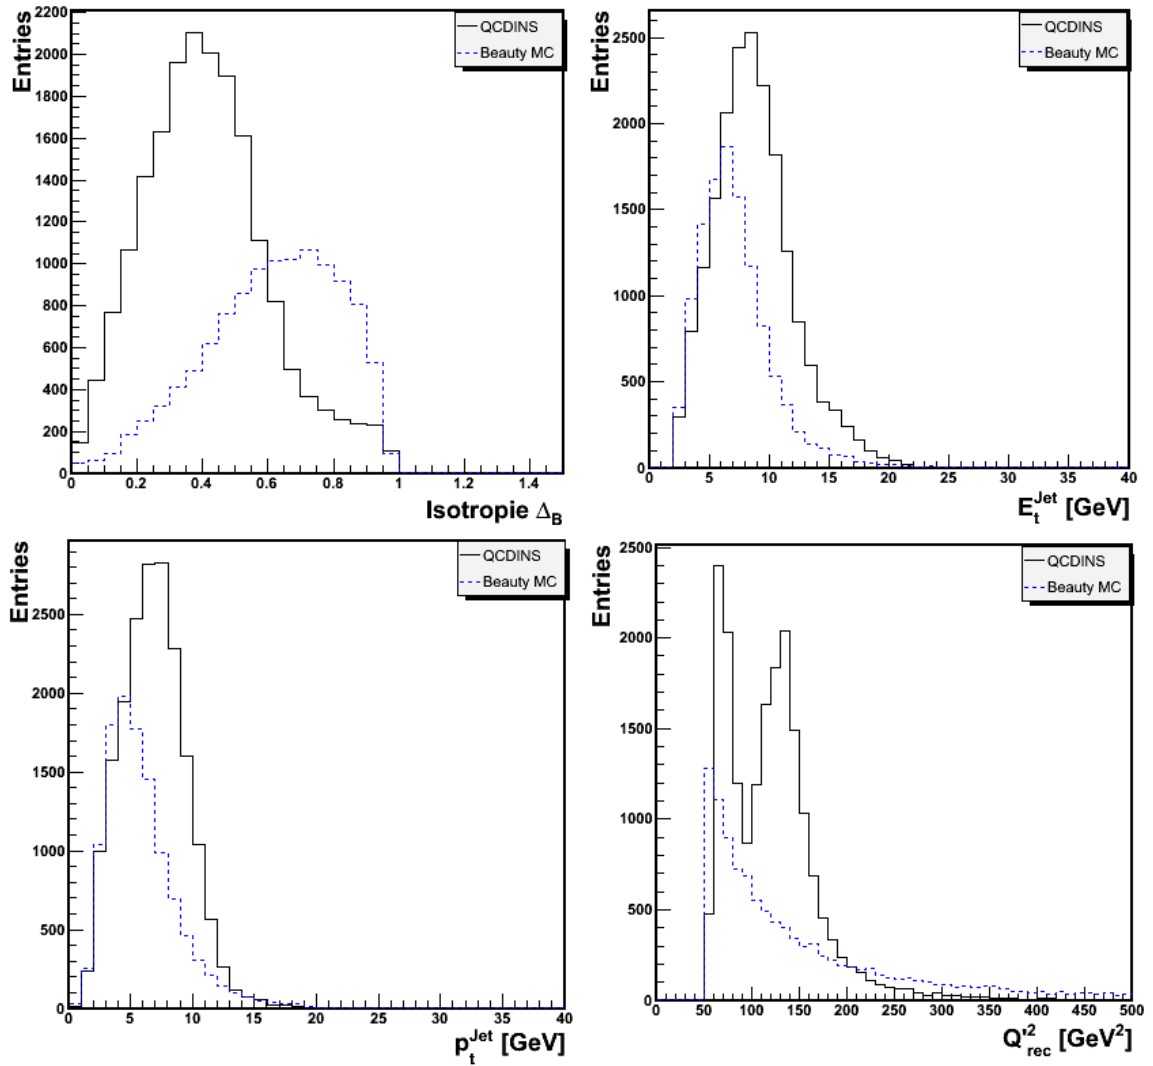 Entries
2200
2000
1800
1600
1400
1200
1000
800
600
400
200
0
0 0.2 0.4 0.6 0.8 1 1.2 1.4
Isotropie Δ_B
QCDINS
Beauty MC
Entries
2500
2000
1500
1000
500
0
0 5 10 15 20 25 30 35 40
E_t^Jet [GeV]
QCDINS
Beauty MC
Entries
2500
2000
1500
1000
500
0
0 5 10 15 20 25 30 35 40
p_t^Jet [GeV]
QCDINS
Beauty MC
Entries
2500
2000
1500
1000
500
0
0 50 100 150 200 250 300 350 400 450 500
Q'^2_rec [GeV^2]
QCDINS
Beauty MC